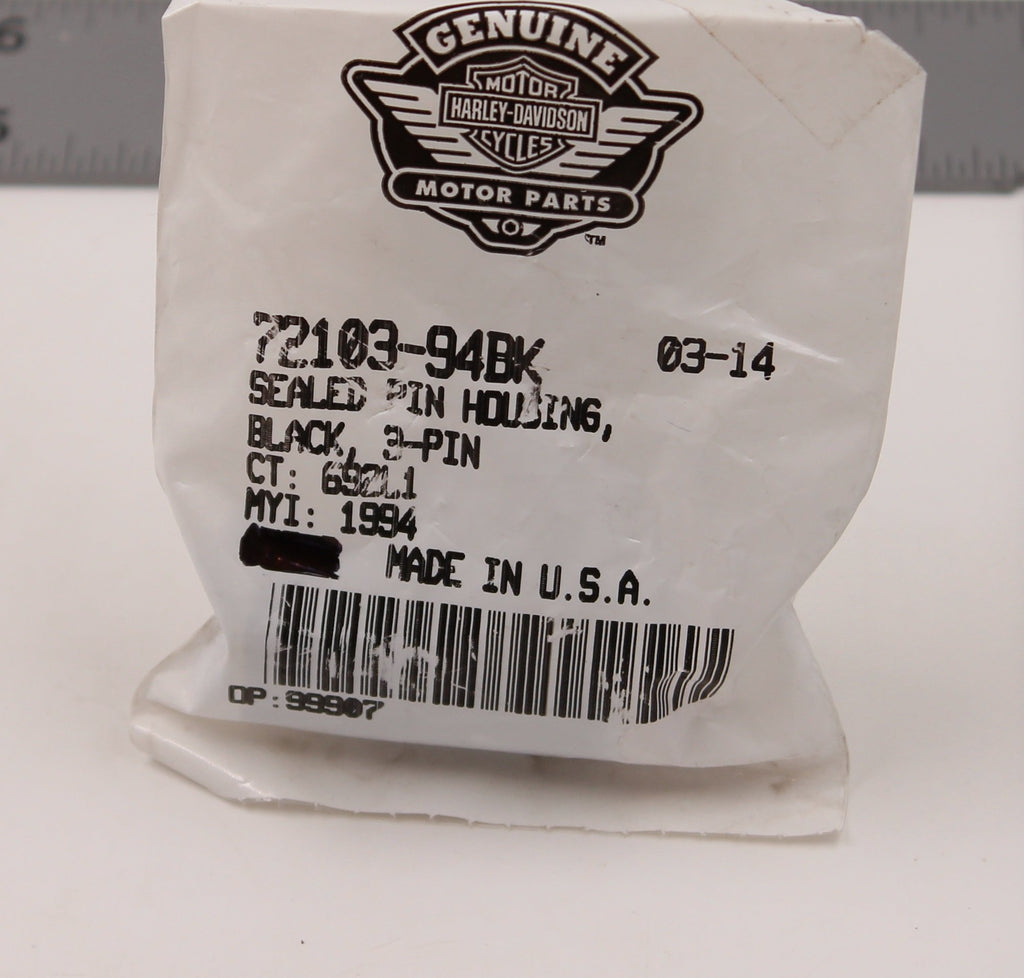 GENUINE
MOTOR
HARLEY-DAVIDSON
CYCLES
MOTOR PARTS
TM
72103-94BK 03-14
SEALED PIN HOUSING,
BLACK, 3-PIN
CT:
MYI: 1994
MADE IN U.S.A.
OP:99907
6